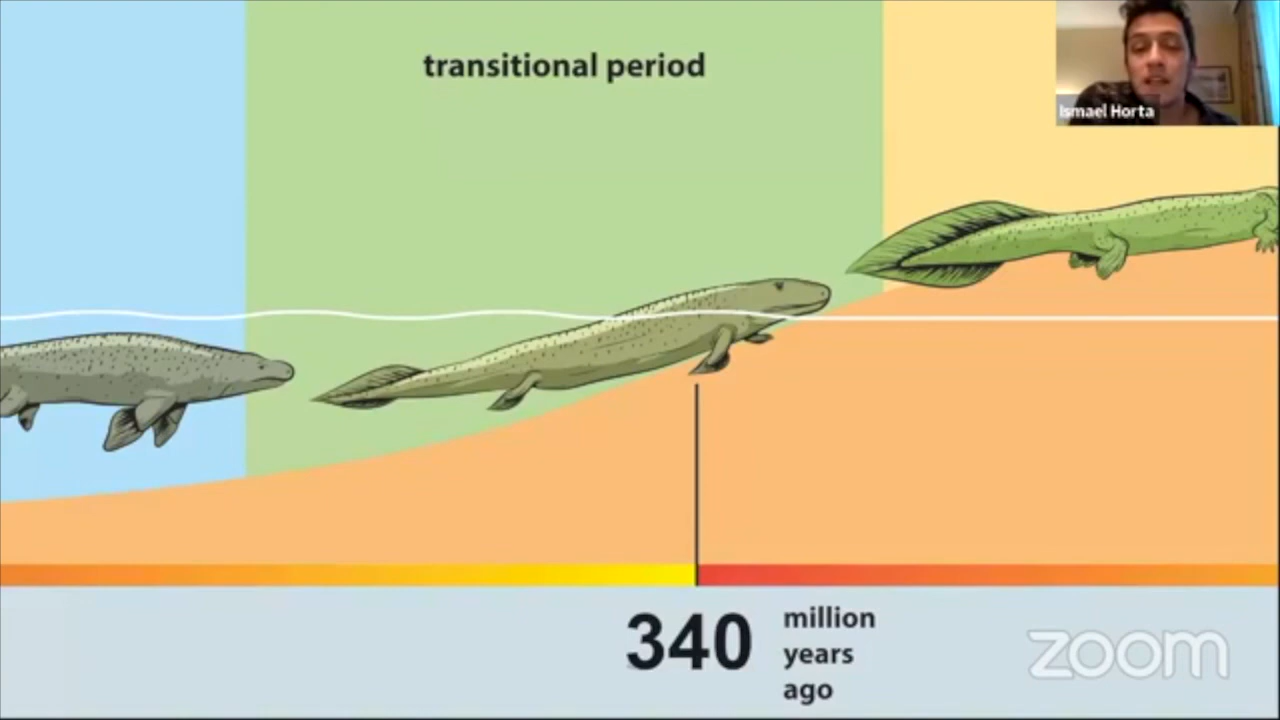 transitional period
Ismael Horta
340
million
years
ago
zoom